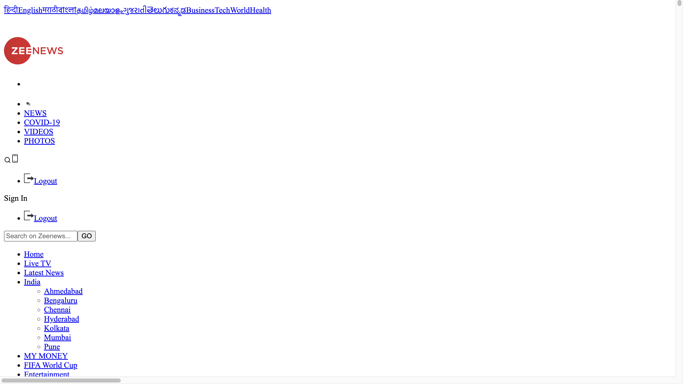 हिन्दीEnglishमराठीবাংলাதமிழ்മലയാളംગુજરાતીతెలుగుಕನ್ನಡBusinessTechWorldHealth
ZEENEWS
NEWS
COVID-19
VIDEOS
PHOTOS
Logout
Sign In
Logout
Search on Zeenews... GO
Home
Live TV
Latest News
India
Ahmedabad
Bengaluru
Chennai
Hyderabad
Kolkata
Mumbai
Pune
MY MONEY
FIFA World Cup
Entertainment